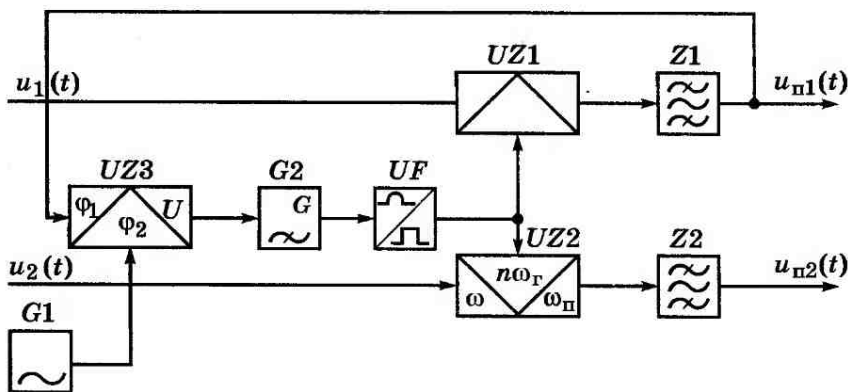 UZ1
Z1
u₁(t)
uп1(t)
UZ3
G2
UF
φ₁
φ₂
U
G
u₂(t)
UZ2
Z2
uп2(t)
nωг
ω
ωп
G1